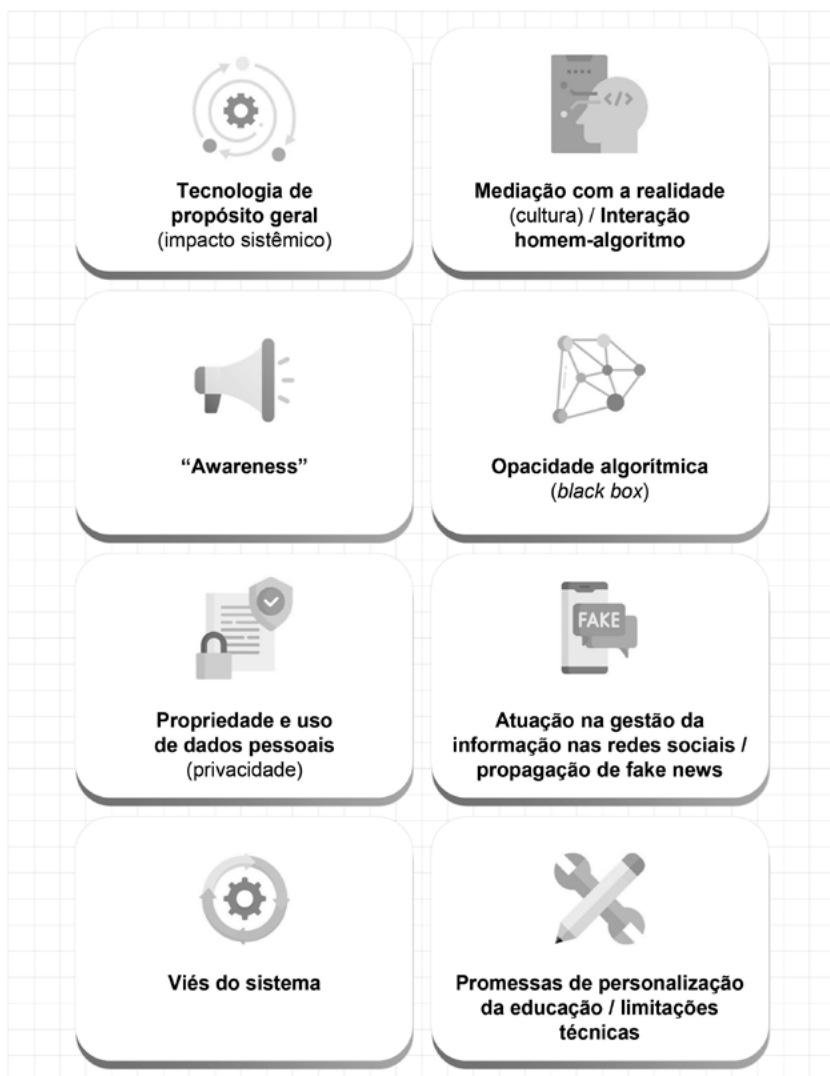 Tecnologia de
propósito geral
(impacto sistêmico)
</>
Mediação com a realidade
(cultura) / Interação
homem-algoritmo
“Awareness”
Opacidade algorítmica
(black box)
Propriedade e uso
de dados pessoais
(privacidade)
FAKE
Atuação na gestão da
informação nas redes sociais /
propagação de fake news
Viés do sistema
Promessas de personalização
da educação / limitações
técnicas